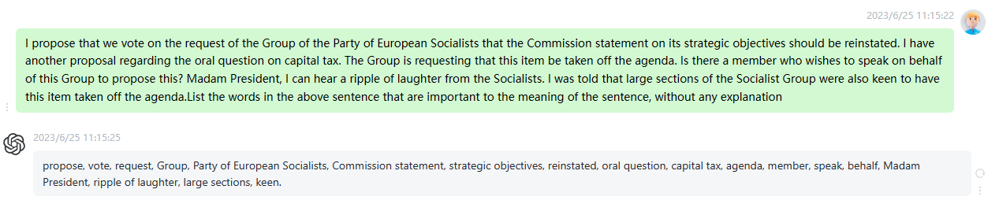 2023/6/25 11:15:22
I propose that we vote on the request of the Group of the Party of European Socialists that the Commission statement on its strategic objectives should be reinstated. I have
another proposal regarding the oral question on capital tax. The Group is requesting that this item be taken off the agenda. Is there a member who wishes to speak on behalf
of this Group to propose this? Madam President, I can hear a ripple of laughter from the Socialists. I was told that large sections of the Socialist Group were also keen to have
this item taken off the agenda.List the words in the above sentence that are important to the meaning of the sentence, without any explanation
2023/6/25 11:15:25
propose, vote, request, Group, Party of European Socialists, Commission statement, strategic objectives, reinstated, oral question, capital tax, agenda, member, speak, behalf, Madam
President, ripple of laughter, large sections, keen.